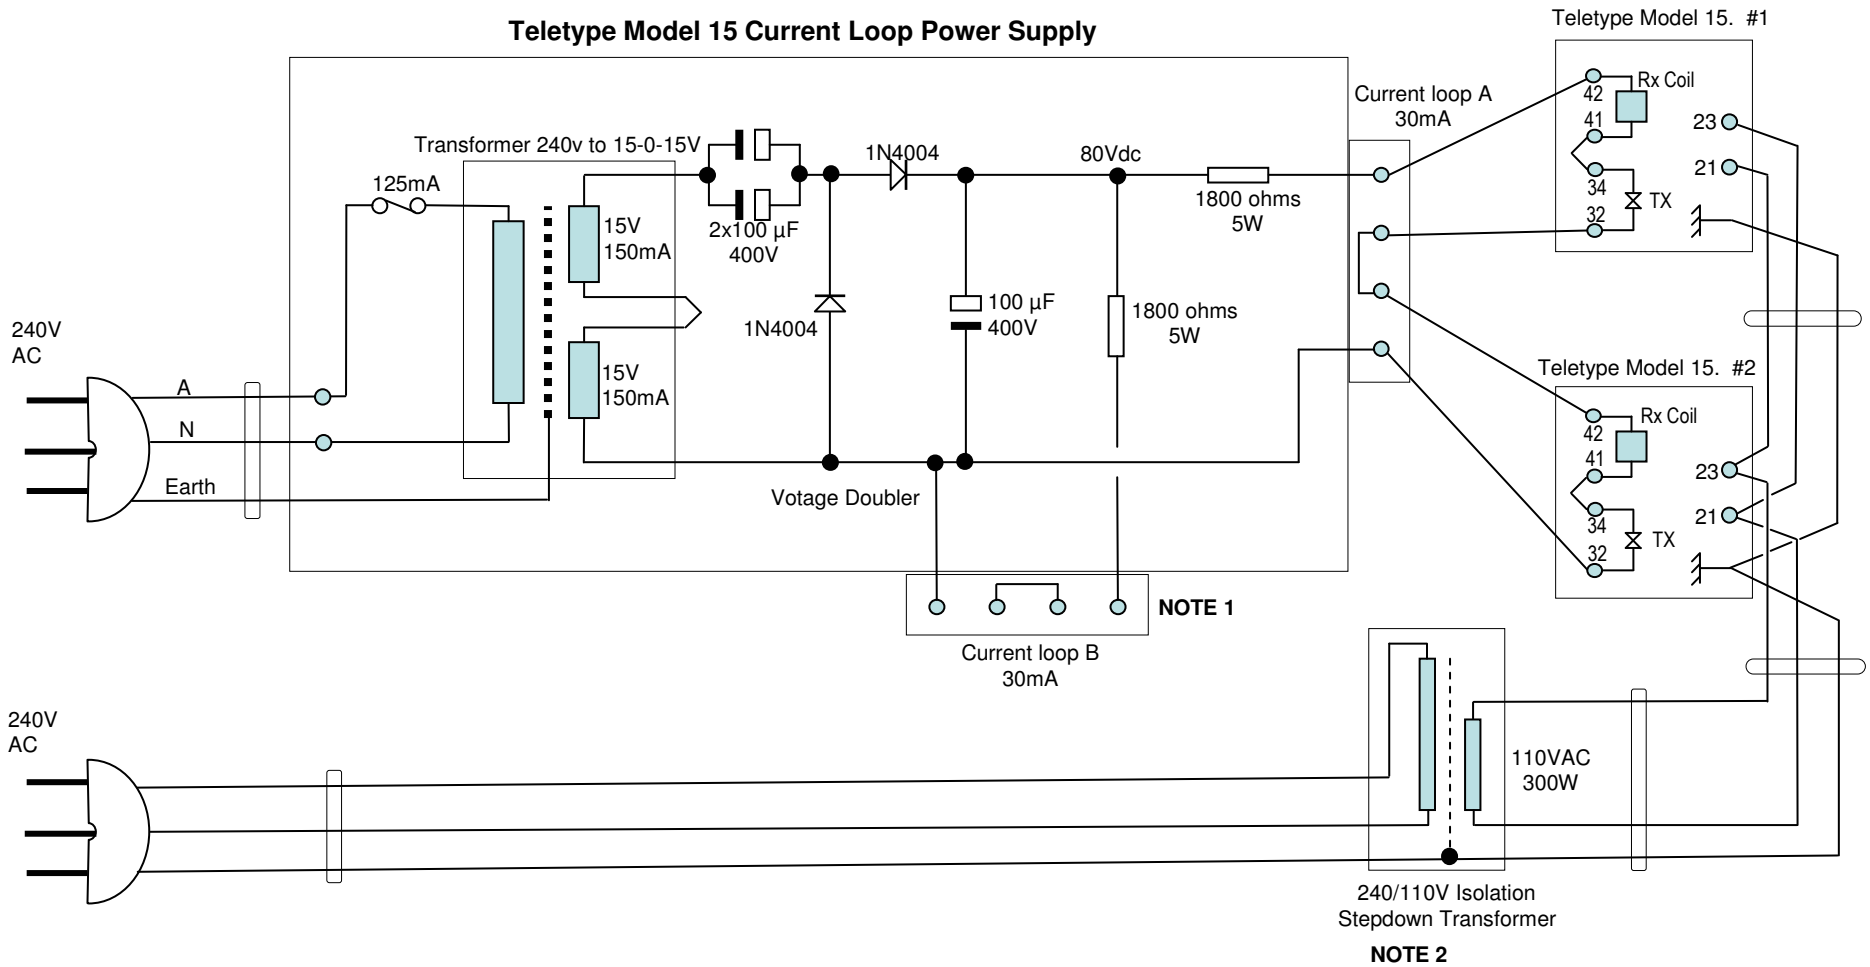 Teletype Model 15 Current Loop Power Supply
Teletype Model 15.  #1
Current loop A
30mA
Rx Coil
42
41
34
32
TX
23
21
Transformer 240v to 15-0-15V
125mA
15V
150mA
15V
150mA
2x100 µF
400V
1N4004
1N4004
100 µF
400V
80Vdc
1800 ohms
5W
1800 ohms
5W
240V
AC
A
N
Earth
Votage Doubler
Teletype Model 15.  #2
Rx Coil
42
41
34
32
TX
23
21
NOTE 1
Current loop B
30mA
240V
AC
110VAC
300W
240/110V Isolation
Stepdown Transformer
NOTE 2